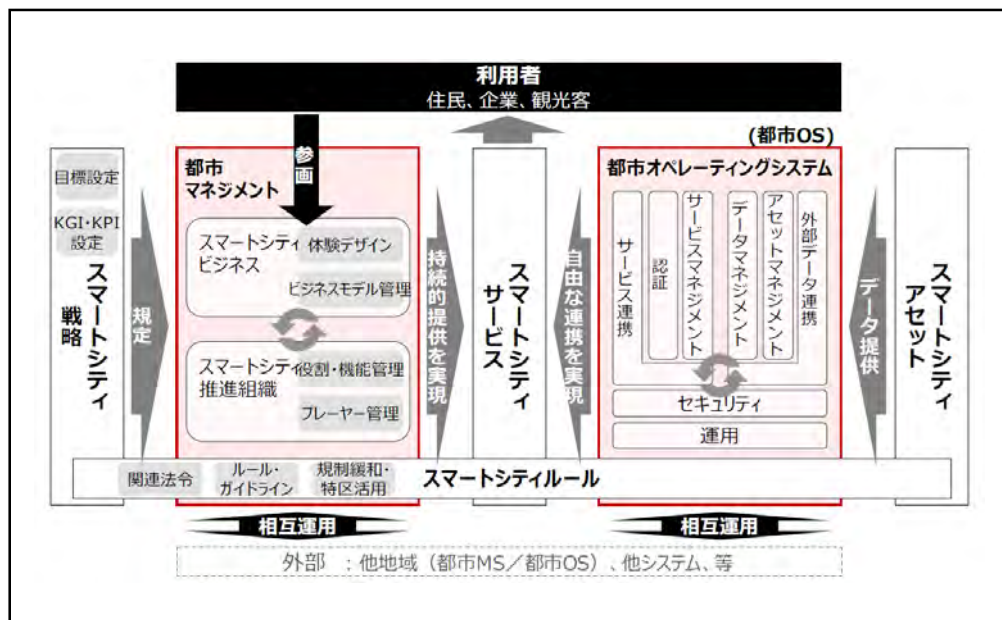 利用者
住民、企業、観光客
参画
(都市OS)
目標設定
KGI・KPI
設定
スマートシティ
戦略
規定
都市
マネジメント
スマートシティ
ビジネス
体験デザイン
ビジネスモデル管理
スマートシティ
推進組織
役割・機能管理
プレーヤー管理
持続的提供を実現
スマートシティ
サービス
自由な連携を実現
都市オペレーティングシステム
サービス連携
認証
サービスマネジメント
データマネジメント
アセットマネジメント
外部データ連携
セキュリティ
運用
データ提供
スマートシティ
アセット
関連法令
ルール・
ガイドライン
規制緩和・
特区活用
スマートシティルール
相互運用
相互運用
外部 ：他地域（都市MS／都市OS）、他システム、等